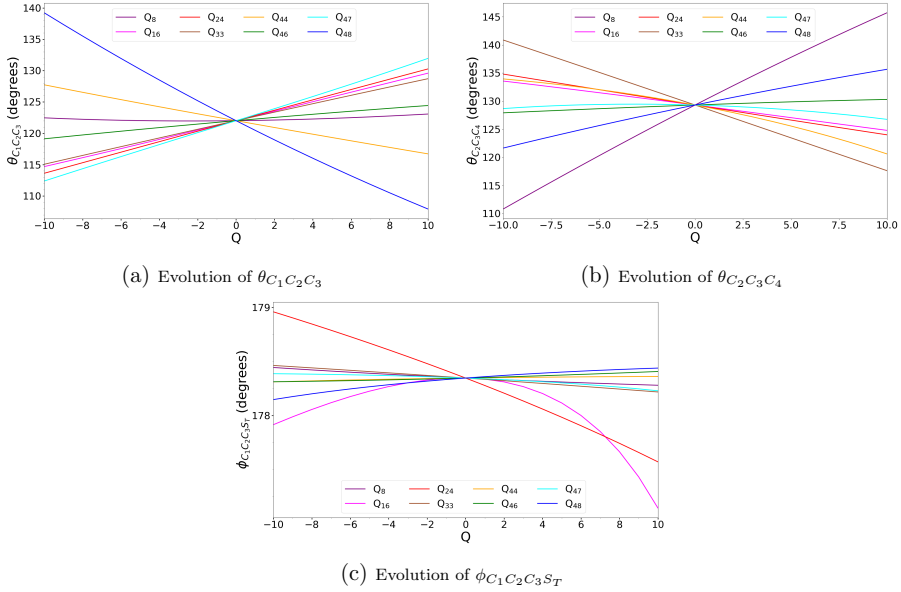 140
135
130
125
120
115
110
θC₁C₂C₃ (degrees)
Q₈ Q₂₄ Q₄₄ Q₄₇
Q₁₆ Q₃₃ Q₄₆ Q₄₈
−10 −8 −6 −4 −2 0 2 4 6 8 10
Q
(a) Evolution of θC₁C₂C₃
145
140
135
130
125
120
115
110
θC₂C₃C₄ (degrees)
Q₈ Q₂₄ Q₄₄ Q₄₇
Q₁₆ Q₃₃ Q₄₆ Q₄₈
−10.0 −7.5 −5.0 −2.5 0.0 2.5 5.0 7.5 10.0
Q
(b) Evolution of θC₂C₃C₄
179
178
ϕC₁C₂C₃S_T (degrees)
Q₈ Q₂₄ Q₄₄ Q₄₇
Q₁₆ Q₃₃ Q₄₆ Q₄₈
−10 −8 −6 −4 −2 0 2 4 6 8 10
Q
(c) Evolution of ϕC₁C₂C₃S_T